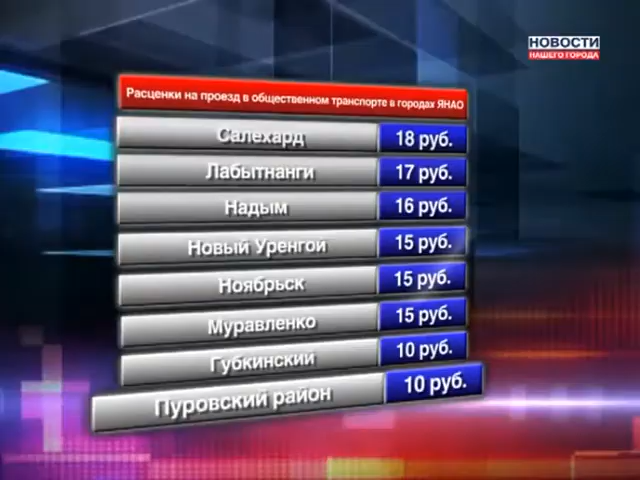 НОВОСТИ
НАШЕГО ГОРОДА
Расценки на проезд в общественном транспорте в городах ЯНАО
Салехард 18 руб.
Лабытнанги 17 руб.
Надым 16 руб.
Новый Уренгой 15 руб.
Ноябрьск 15 руб.
Муравленко 15 руб.
Губкинский 10 руб.
Пуровский район 10 руб.